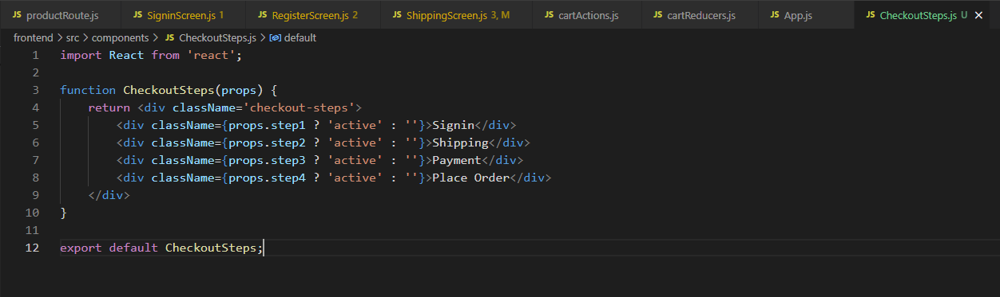 JS productRoute.js JS SigninScreen.js 1 JS RegisterScreen.js 2 JS ShippingScreen.js 3, M JS cartActions.js JS cartReducers.js JS App.js JS CheckoutSteps.js U ×
frontend > src > components > JS CheckoutSteps.js > default
1 import React from 'react';
2
3 function CheckoutSteps(props) {
4 return <div className='checkout-steps'>
5 <div className={props.step1 ? 'active' : ''}>Signin</div>
6 <div className={props.step2 ? 'active' : ''}>Shipping</div>
7 <div className={props.step3 ? 'active' : ''}>Payment</div>
8 <div className={props.step4 ? 'active' : ''}>Place Order</div>
9 </div>
10 }
11
12 export default CheckoutSteps;